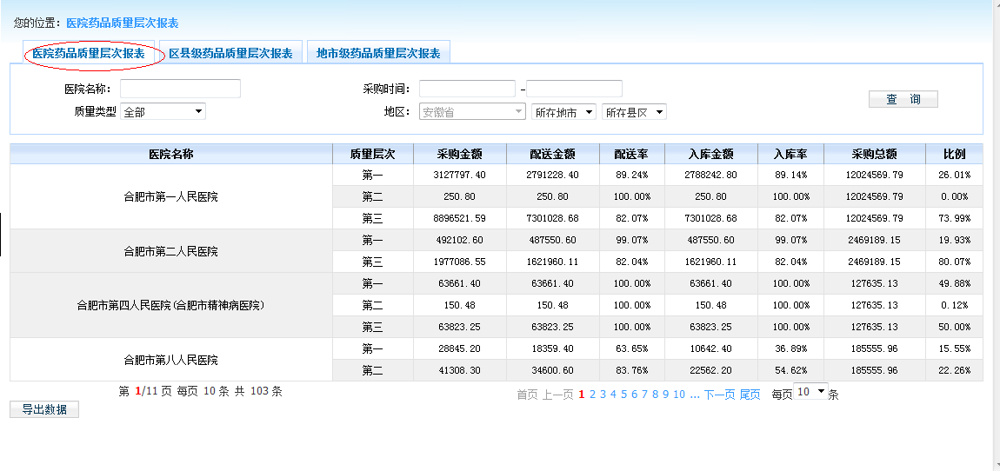 您的位置：医院药品质量层次报表
医院药品质量层次报表 区县级药品质量层次报表 地市级药品质量层次报表
医院名称： 采购时间： -
质量类型 全部 地区： 安徽省 所在地市 所在县区 查 询
医院名称 质量层次 采购金额 配送金额 配送率 入库金额 入库率 采购总额 比例
合肥市第一人民医院 第一 3127797.40 2791228.40 89.24% 2788242.80 89.14% 12024569.79 26.01%
第二 250.80 250.80 100.00% 250.80 100.00% 12024569.79 0.00%
第三 8896521.59 7301028.68 82.07% 7301028.68 82.07% 12024569.79 73.99%
合肥市第二人民医院 第一 492102.60 487550.60 99.07% 487550.60 99.07% 2469189.15 19.93%
第三 1977086.55 1621960.11 82.04% 1621960.11 82.04% 2469189.15 80.07%
合肥市第四人民医院(合肥市精神病医院) 第一 63661.40 63661.40 100.00% 63661.40 100.00% 127635.13 49.88%
第二 150.48 150.48 100.00% 150.48 100.00% 127635.13 0.12%
第三 63823.25 63823.25 100.00% 63823.25 100.00% 127635.13 50.00%
合肥市第八人民医院 第一 28845.20 18359.40 63.65% 10642.40 36.89% 185555.96 15.55%
第二 41308.30 34600.60 83.76% 22562.20 54.62% 185555.96 22.26%
第 1/11 页 每页 10 条 共 103 条 首页 上一页 1 2 3 4 5 6 7 8 9 10 ... 下一页 尾页 每页 10 条
导出数据